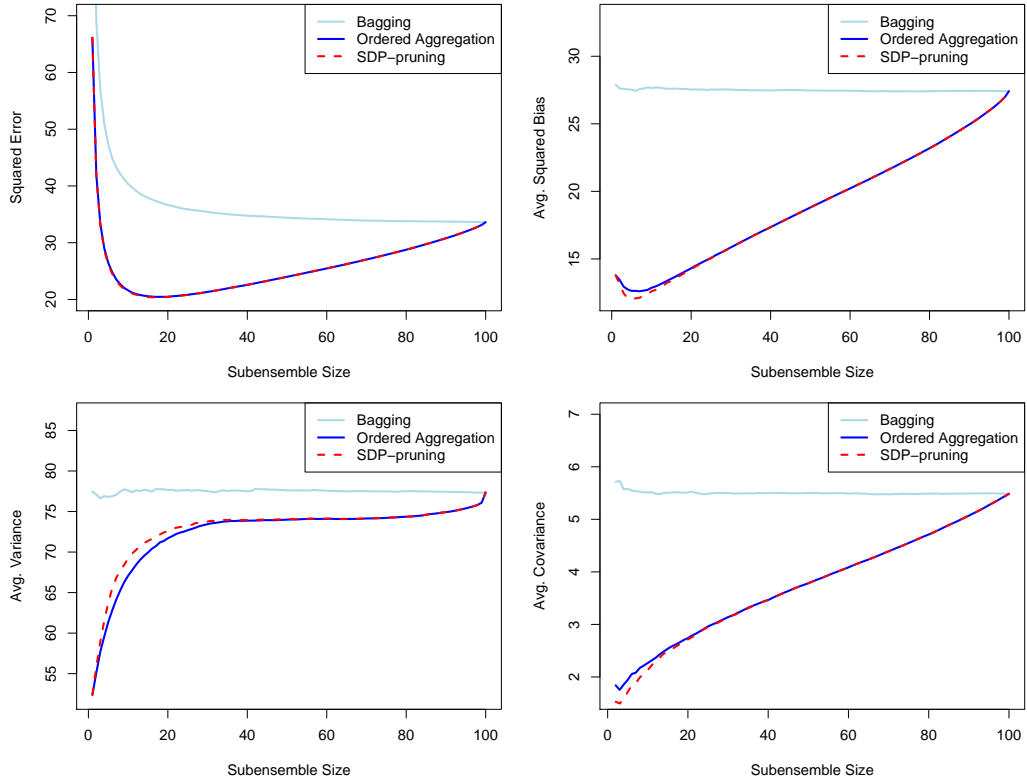 Squared Error
70
60
50
40
30
20
Bagging
Ordered Aggregation
SDP−pruning
0 20 40 60 80 100
Subensemble Size
Avg. Squared Bias
30
25
20
15
Bagging
Ordered Aggregation
SDP−pruning
0 20 40 60 80 100
Subensemble Size
Avg. Variance
85
80
75
70
65
60
55
Bagging
Ordered Aggregation
SDP−pruning
0 20 40 60 80 100
Subensemble Size
Avg. Covariance
7
6
5
4
3
2
Bagging
Ordered Aggregation
SDP−pruning
0 20 40 60 80 100
Subensemble Size